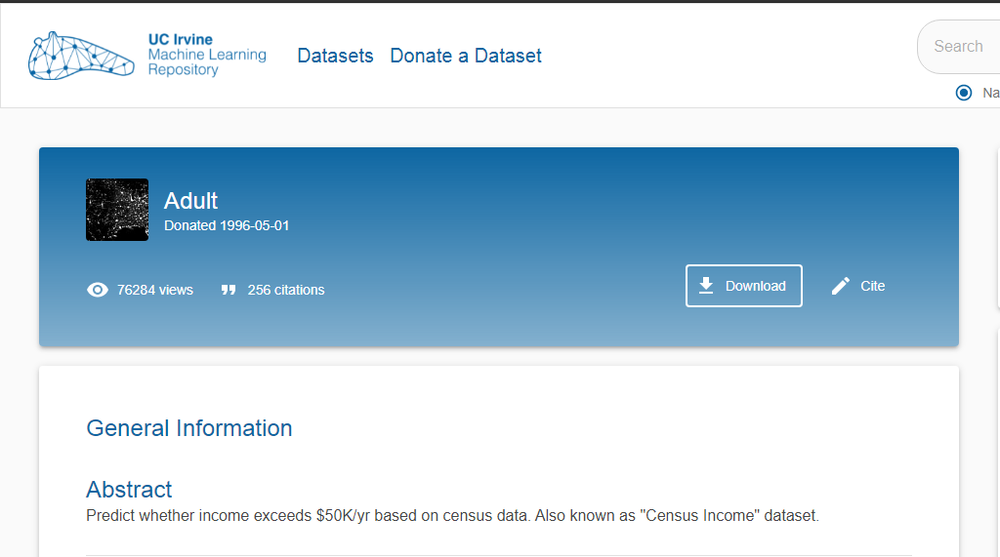 UC Irvine
Machine Learning
Repository
Datasets Donate a Dataset
Search
Na
Adult
Donated 1996-05-01
76284 views 256 citations
Download Cite
General Information
Abstract
Predict whether income exceeds $50K/yr based on census data. Also known as "Census Income" dataset.